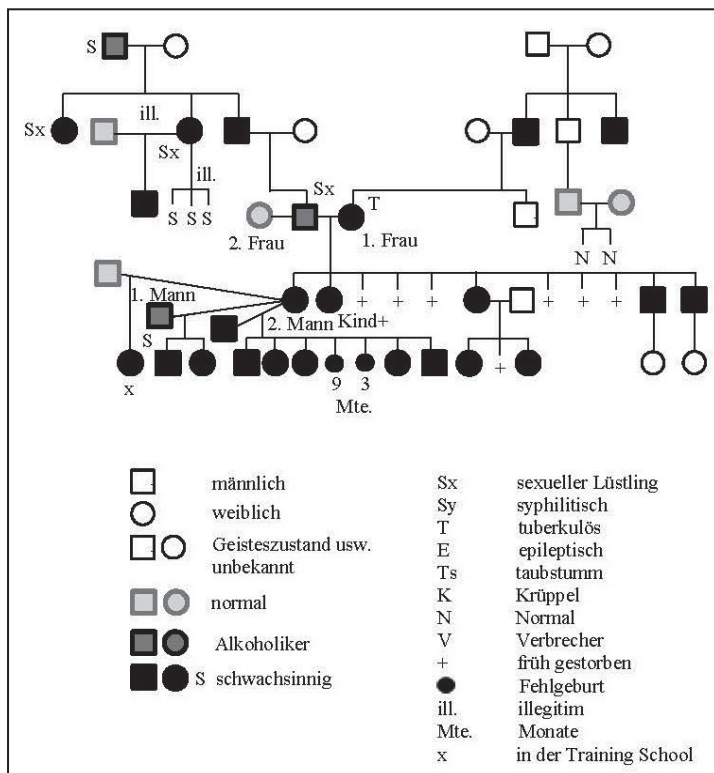 S
ill.
Sx
Sx
ill.
S S S
Sx
T
2. Frau
1. Frau
N N
1. Mann
+ + +
+ + +
2. Mann
Kind+
S
+
x
9 3
Mte.
männlich
weiblich
Geisteszustand usw.
unbekannt
normal
Alkoholiker
S schwachsinnig
Sx sexueller Lüstling
Sy syphilitisch
T tuberkulös
E epileptisch
Ts taubstumm
K Krüppel
N Normal
V Verbrecher
+ früh gestorben
Fehlgeburt
ill. illegitim
Mte. Monate
x in der Training School